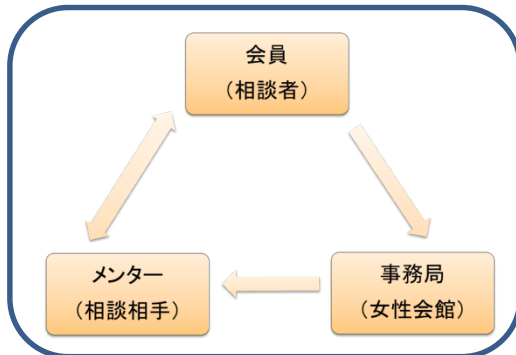 会員
（相談者）
メンター
（相談相手）
事務局
（女性会館）